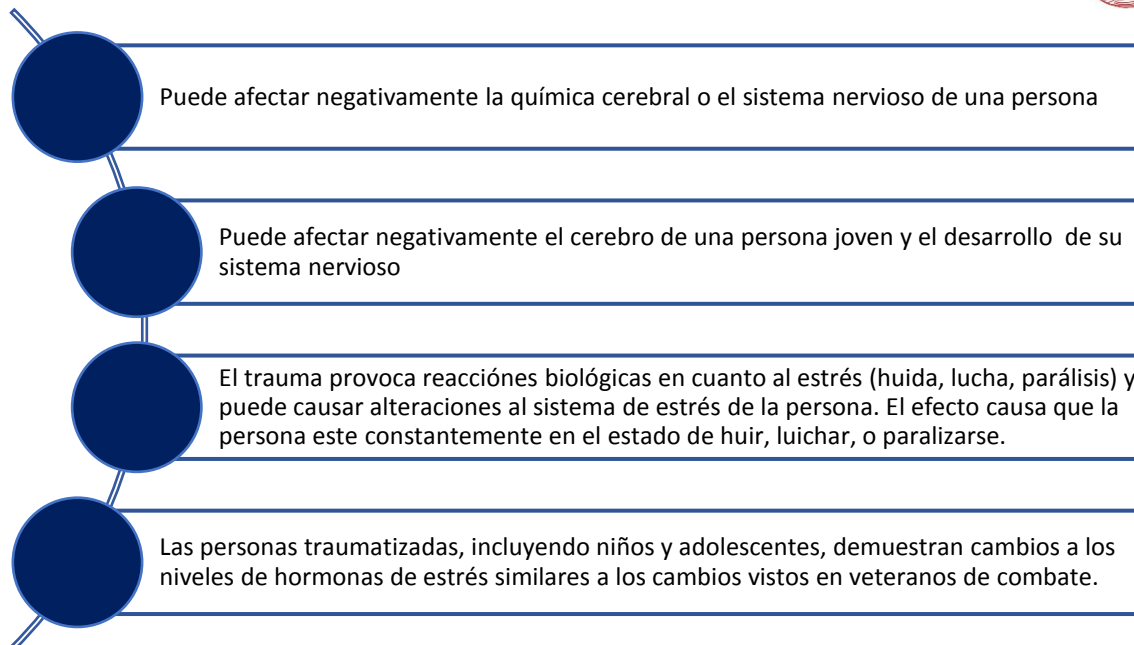 Puede afectar negativamente la química cerebral o el sistema nervioso de una persona
Puede afectar negativamente el cerebro de una persona joven y el desarrollo de su
sistema nervioso
El trauma provoca reacciónes biológicas en cuanto al estrés (huida, lucha, parálisis) y
puede causar alteraciones al sistema de estrés de la persona. El efecto causa que la
persona este constantemente en el estado de huir, luichar, o paralizarse.
Las personas traumatizadas, incluyendo niños y adolescentes, demuestran cambios a los
niveles de hormonas de estrés similares a los cambios vistos en veteranos de combate.